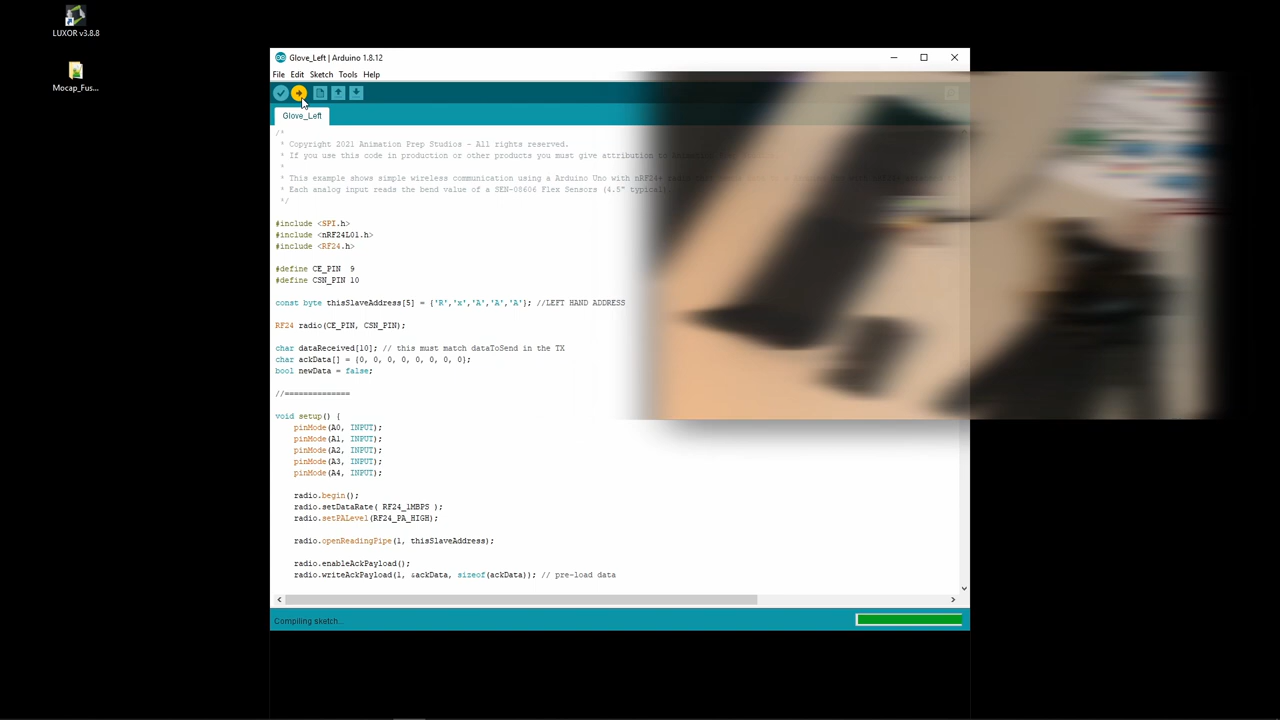 LUXOR v3.8.8
Mocap_Fus...
Glove_Left | Arduino 1.8.12
File Edit Sketch Tools Help
Glove_Left
/*
* Copyright 2021 Animation Prep Studios - All rights reserved.
* If you use this code in production or other products you must give attribution to
*
* This example shows simple wireless communication using a Arduino Uno with nRF24+
* Each analog input reads the bend value of a SEN-08606 Flex Sensors (4.5" typical)
*/
#include <SPI.h>
#include <nRF24L01.h>
#include <RF24.h>
#define CE_PIN 9
#define CSN_PIN 10
const byte thisSlaveAddress[5] = {'R','x','A','A','A'}; //LEFT HAND ADDRESS
RF24 radio(CE_PIN, CSN_PIN);
char dataReceived[10]; // this must match dataToSend in the TX
char ackData[] = {0, 0, 0, 0, 0, 0, 0, 0};
bool newData = false;
//==============
void setup() {
pinMode(A0, INPUT);
pinMode(A1, INPUT);
pinMode(A2, INPUT);
pinMode(A3, INPUT);
pinMode(A4, INPUT);
radio.begin();
radio.setDataRate( RF24_1MBPS );
radio.setPALevel(RF24_PA_HIGH);
radio.openReadingPipe(1, thisSlaveAddress);
radio.enableAckPayload();
radio.writeAckPayload(1, &ackData, sizeof(ackData)); // pre-load data
Compiling sketch...